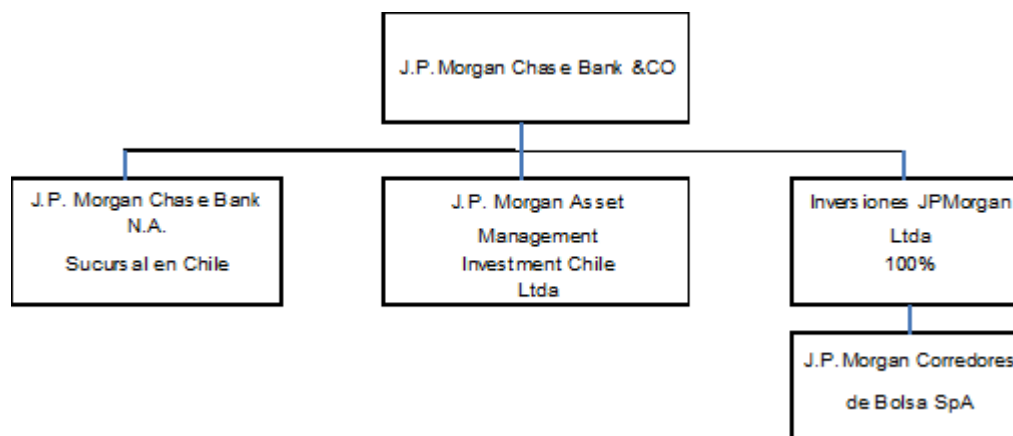 J.P. Morgan Chase Bank &CO
J.P. Morgan Chase Bank
N.A.
Sucursal en Chile
J.P. Morgan Asset
Management
Investment Chile
Ltda
Inversiones JPMorgan
Ltda
100%
J.P. Morgan Corredores
de Bolsa SpA